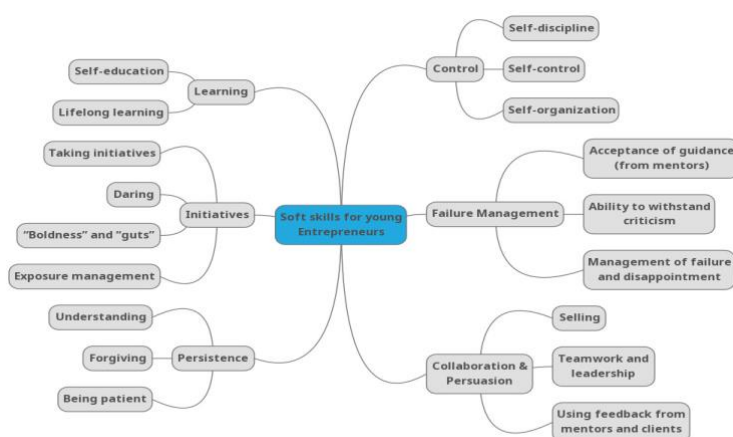 Soft skills for young
Entrepreneurs
Learning
Self-education
Lifelong learning
Initiatives
Taking initiatives
Daring
"Boldness" and "guts"
Exposure management
Persistence
Understanding
Forgiving
Being patient
Control
Self-discipline
Self-control
Self-organization
Failure Management
Acceptance of guidance
(from mentors)
Ability to withstand
criticism
Management of failure
and disappointment
Collaboration &
Persuasion
Selling
Teamwork and
leadership
Using feedback from
mentors and clients